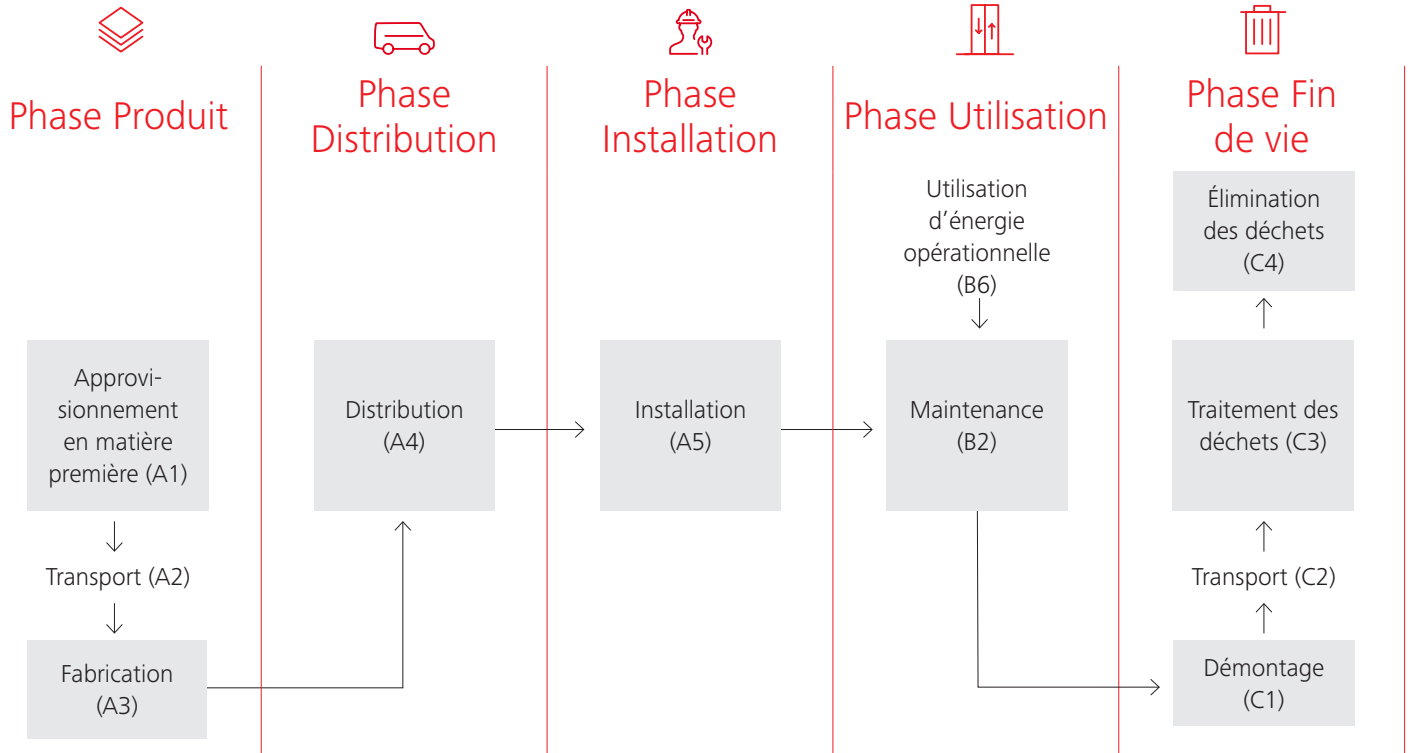 Phase Produit
Approvi-
sionnement
en matière
première (A1)
Transport (A2)
Fabrication
(A3)
Phase
Distribution
Distribution
(A4)
Phase
Installation
Installation
(A5)
Phase Utilisation
Utilisation
d’énergie
opérationnelle
(B6)
Maintenance
(B2)
Phase Fin
de vie
Élimination
des déchets
(C4)
Traitement des
déchets (C3)
Transport (C2)
Démontage
(C1)